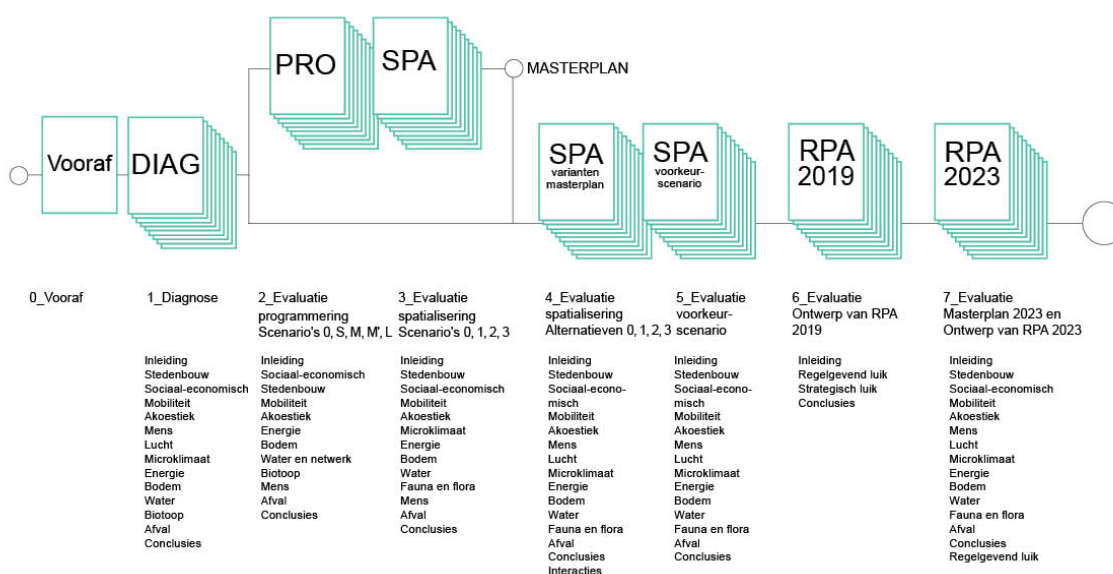 PRO
SPA
MASTERPLAN
Vooraf
DIAG
SPA
varianten
masterplan
SPA
voorkeur-
scenario
RPA
2019
RPA
2023
0_Vooraf
1_Diagnose
Inleiding
Stedenbouw
Sociaal-economisch
Mobiliteit
Akoestiek
Mens
Lucht
Microklimaat
Energie
Bodem
Water
Biotoop
Afval
Conclusies
2_Evaluatie
programmering
Scenario's 0, S, M, M', L
Inleiding
Sociaal-economisch
Stedenbouw
Mobiliteit
Akoestiek
Energie
Bodem
Water en netwerk
Biotoop
Mens
Afval
Conclusies
3_Evaluatie
spatialisering
Scenario's 0, 1, 2, 3
Inleiding
Stedenbouw
Sociaal-economisch
Mobiliteit
Akoestiek
Microklimaat
Energie
Bodem
Water
Fauna en flora
Mens
Afval
Conclusies
4_Evaluatie
spatialisering
Alternatieven 0, 1, 2, 3
Inleiding
Stedenbouw
Sociaal-econo-
misch
Mobiliteit
Akoestiek
Mens
Lucht
Microklimaat
Energie
Bodem
Water
Fauna en flora
Afval
Conclusies
Interacties
5_Evaluatie
voorkeur-
scenario
Inleiding
Stedenbouw
Sociaal-econo-
misch
Mobiliteit
Akoestiek
Mens
Lucht
Microklimaat
Energie
Bodem
Water
Fauna en flora
Afval
Conclusies
6_Evaluatie
Ontwerp van RPA
2019
Inleiding
Regelgevend luik
Strategisch luik
Conclusies
7_Evaluatie
Masterplan 2023 en
Ontwerp van RPA 2023
Inleiding
Stedenbouw
Sociaal-economisch
Mobiliteit
Akoestiek
Mens
Lucht
Microklimaat
Energie
Bodem
Water
Fauna en flora
Afval
Conclusies
Regelgevend luik